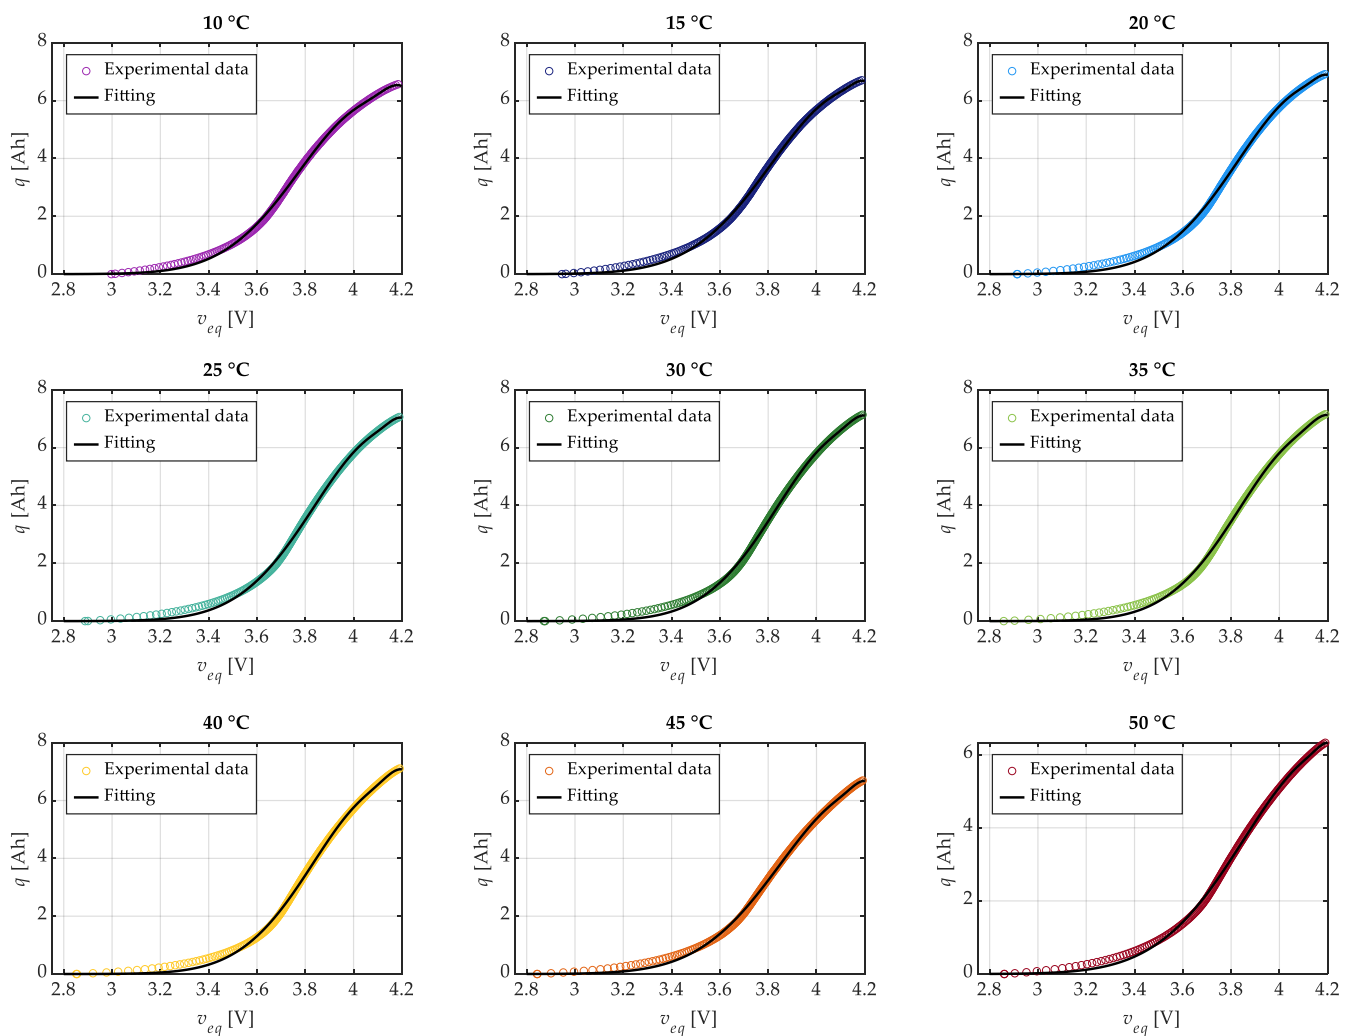 10 °C
8
6
4
2
0
Experimental data
Fitting
q [Ah]
2.8 3 3.2 3.4 3.6 3.8 4 4.2
v_eq [V]
15 °C
8
6
4
2
0
Experimental data
Fitting
q [Ah]
2.8 3 3.2 3.4 3.6 3.8 4 4.2
v_eq [V]
20 °C
8
6
4
2
0
Experimental data
Fitting
q [Ah]
2.8 3 3.2 3.4 3.6 3.8 4 4.2
v_eq [V]
25 °C
8
6
4
2
0
Experimental data
Fitting
q [Ah]
2.8 3 3.2 3.4 3.6 3.8 4 4.2
v_eq [V]
30 °C
8
6
4
2
0
Experimental data
Fitting
q [Ah]
2.8 3 3.2 3.4 3.6 3.8 4 4.2
v_eq [V]
35 °C
8
6
4
2
0
Experimental data
Fitting
q [Ah]
2.8 3 3.2 3.4 3.6 3.8 4 4.2
v_eq [V]
40 °C
8
6
4
2
0
Experimental data
Fitting
q [Ah]
2.8 3 3.2 3.4 3.6 3.8 4 4.2
v_eq [V]
45 °C
8
6
4
2
0
Experimental data
Fitting
q [Ah]
2.8 3 3.2 3.4 3.6 3.8 4 4.2
v_eq [V]
50 °C
6
4
2
0
Experimental data
Fitting
q [Ah]
2.8 3 3.2 3.4 3.6 3.8 4 4.2
v_eq [V]